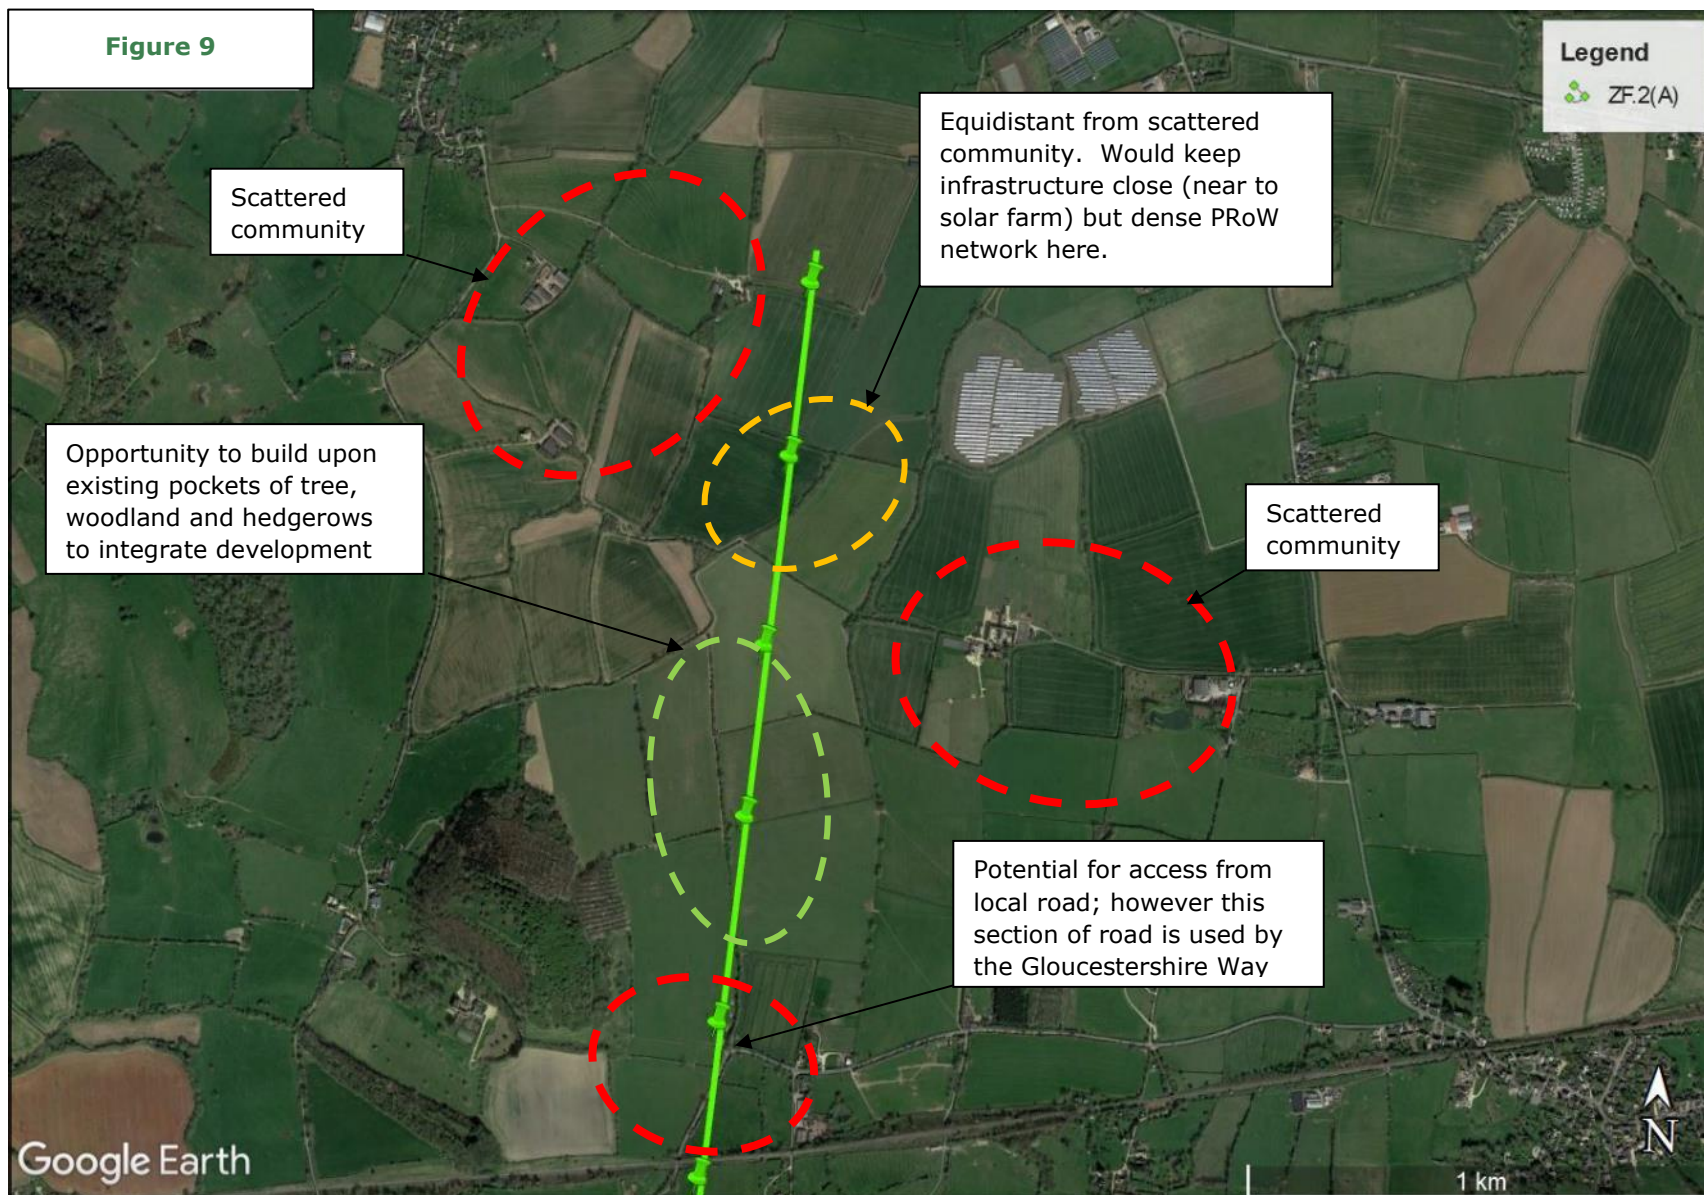 Figure 9
Legend
ZF.2(A)
Equidistant from scattered
community.  Would keep
infrastructure close (near to
solar farm) but dense PRoW
network here.
Scattered
community
Opportunity to build upon
existing pockets of tree,
woodland and hedgerows
to integrate development
Scattered
community
Potential for access from
local road; however this
section of road is used by
the Gloucestershire Way
Google Earth
N
1 km